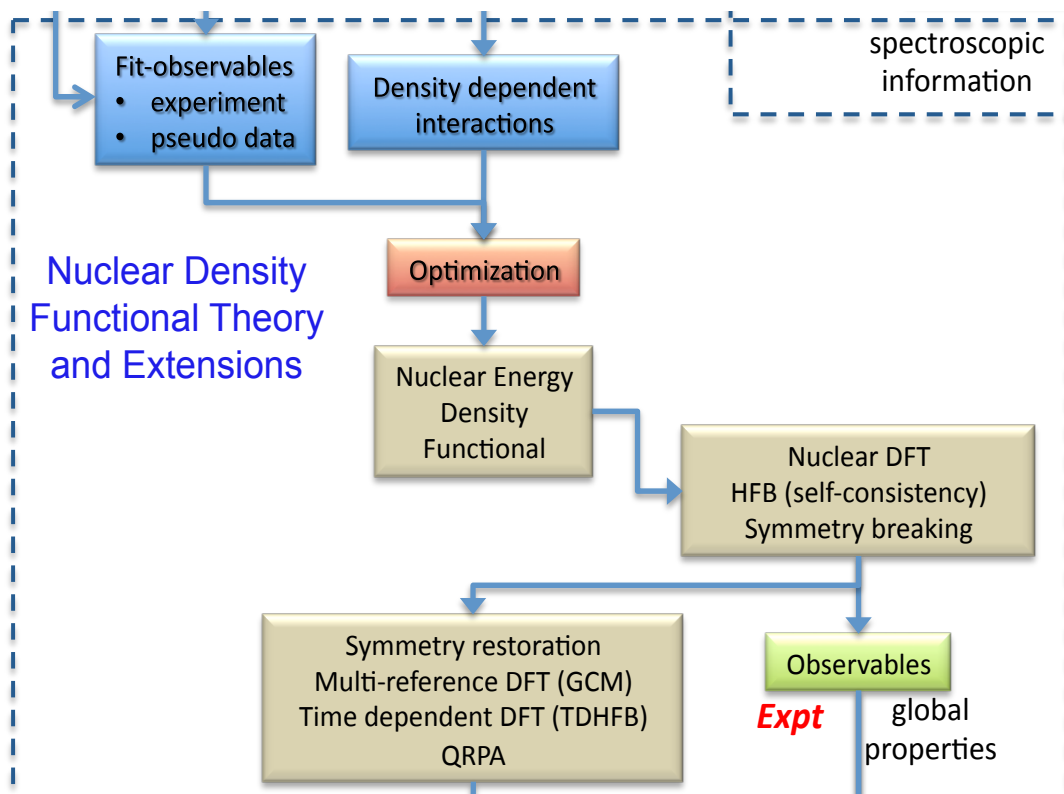 spectroscopic
information
Fit-observables
• experiment
• pseudo data
Density dependent
interactions
Optimization
Nuclear Density
Functional Theory
and Extensions
Nuclear Energy
Density
Functional
Nuclear DFT
HFB (self-consistency)
Symmetry breaking
Symmetry restoration
Multi-reference DFT (GCM)
Time dependent DFT (TDHFB)
QRPA
Observables
Expt
global
properties